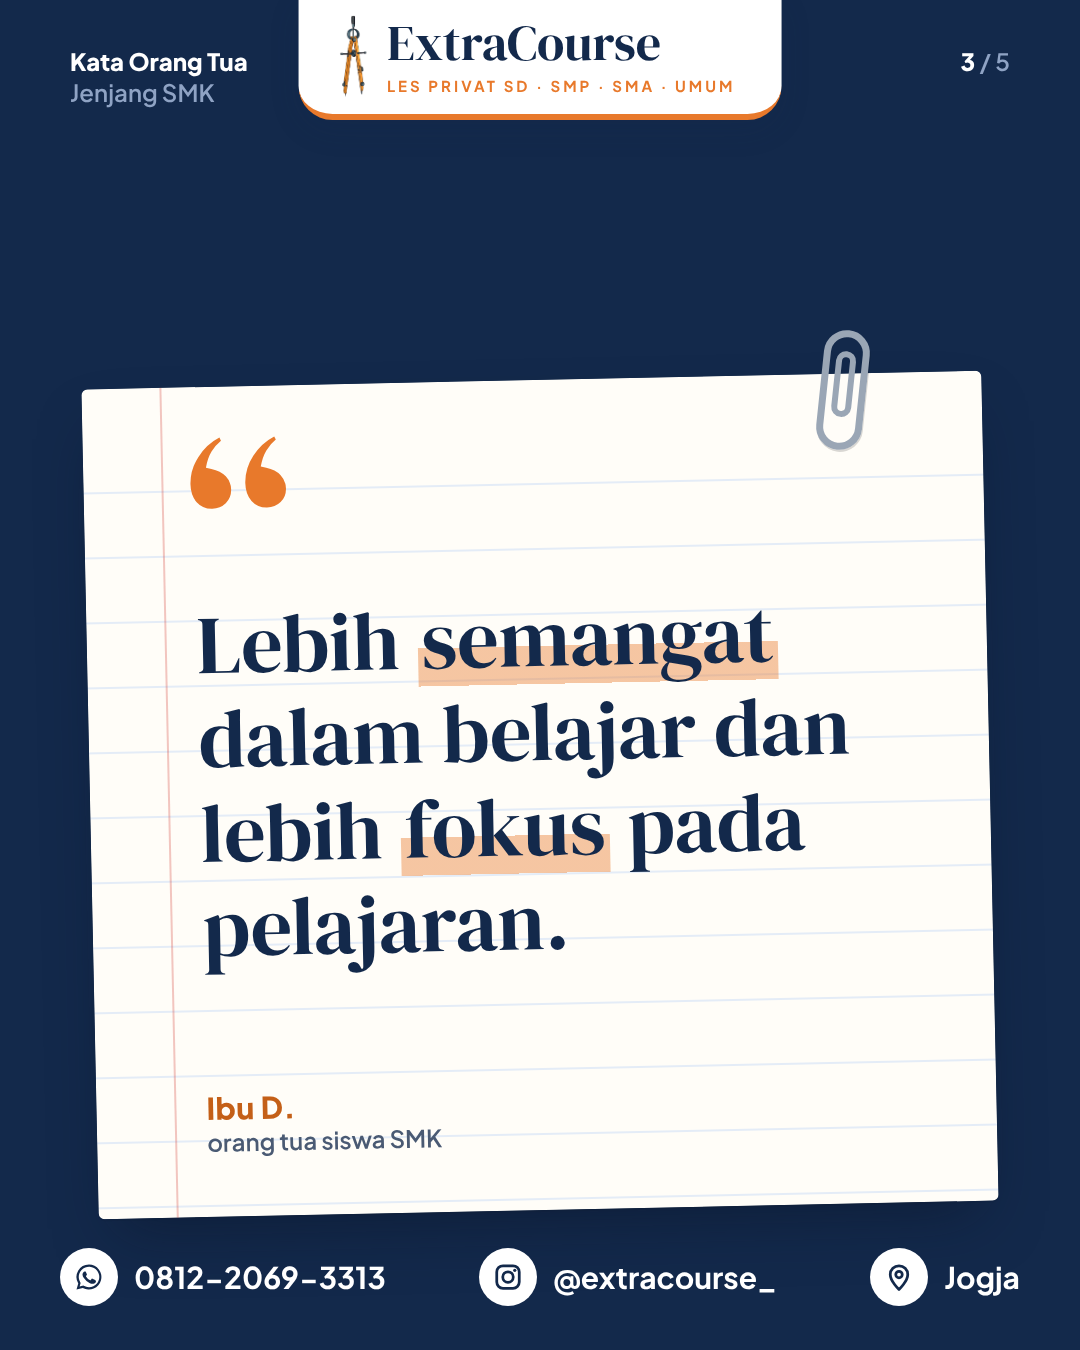 Kata Orang Tua
Jenjang SMK
ExtraCourse
LES PRIVAT SD · SMP · SMA · UMUM
3 / 5
“
Lebih semangat
dalam belajar dan
lebih fokus pada
pelajaran.
Ibu D.
orang tua siswa SMK
0812-2069-3313
@extracourse_
Jogja